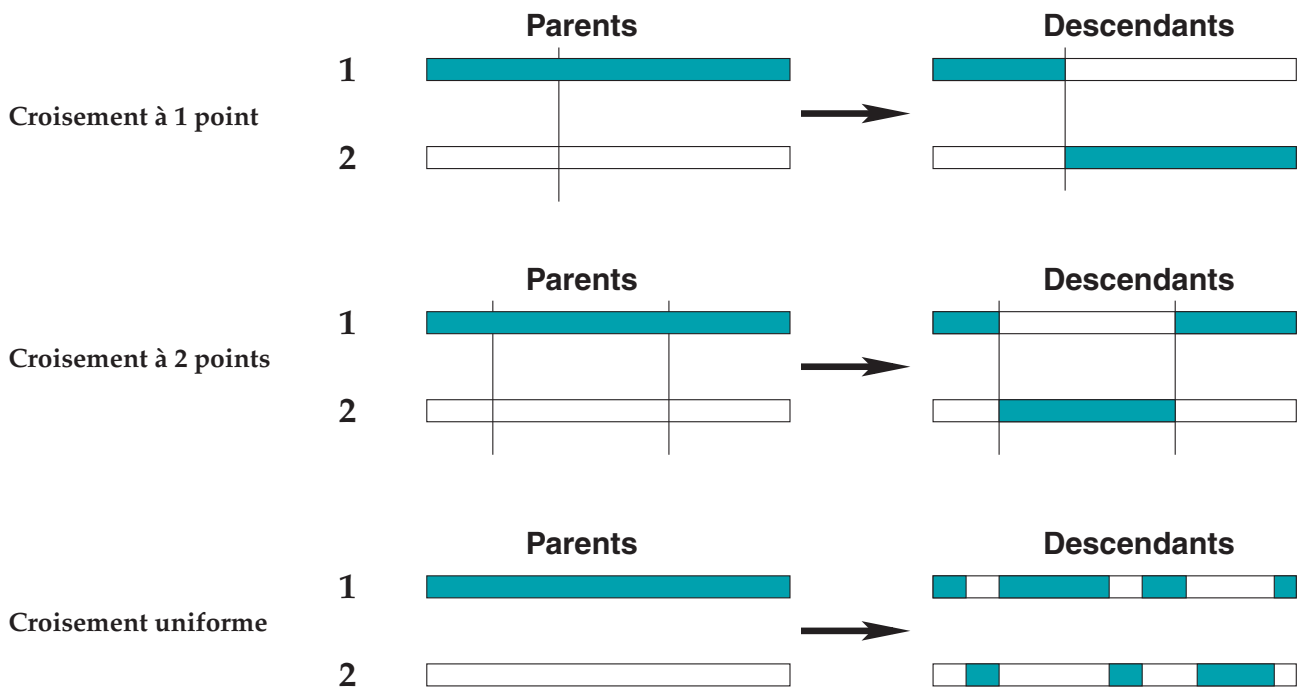 Parents Descendants
1
Croisement à 1 point
2
Parents Descendants
1
Croisement à 2 points
2
Parents Descendants
1
Croisement uniforme
2